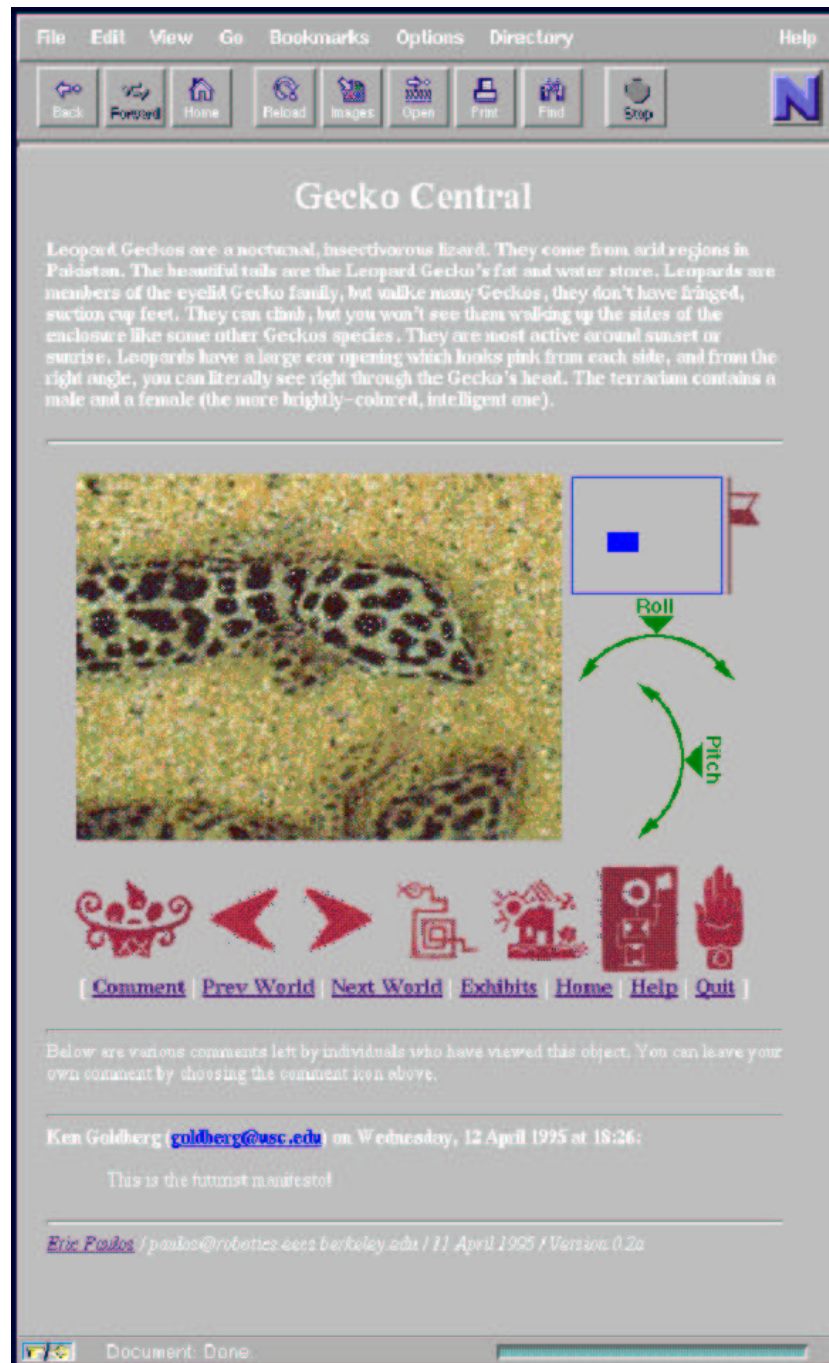 File Edit View Go Bookmarks Options Directory Help
Back Forward Home Reload Images Open Print Find Stop N
Gecko Central
Leopard Geckos are a nocturnal, insectivorous lizard. They come from arid regions in
Pakistan. The beautiful tails are the Leopard Gecko's fat and water store. Leopards are
members of the eyelid Gecko family, but unlike many Geckos, they don't have fringed,
suction cup feet. They can climb, but you won't see them walking up the sides of the
enclosure like some other Geckos species. They are most active around sunset or
sunrise. Leopards have a large ear opening which looks pink from each side, and from the
right angle, you can literally see right through the Gecko's head. The terrarium contains a
male and a female (the more brightly-colored, intelligent one).
Roll
Pitch
[ Comment | Prev World | Next World | Exhibits | Home | Help | Quit ]
Below are various comments left by individuals who have viewed this object. You can leave your
own comment by choosing the comment icon above.
Ken Goldberg (goldberg@usc.edu) on Wednesday, 12 April 1995 at 18:26:
This is the futurist manifesto!
Eric Paulos / paulos@robotics.eecs.berkeley.edu / 11 April 1995 / Version 0.2a
Document: Done.